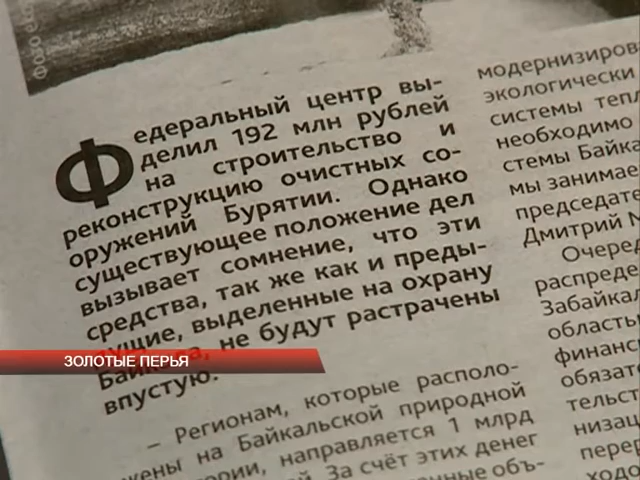 Федеральный центр вы-
делил 192 млн рублей
на строительство и
реконструкцию очистных со-
оружений Бурятии. Однако
существующее положение дел
вызывает сомнение, что эти
средства, так же как и преды-
дущие, выделенные на охрану
Байкала, не будут растрачены
впустую.
– Регионам, которые располо-
жены на Байкальской природной
направляется 1 млрд
За счёт этих денег
объ-
модернизиров
экологически
системы тепл
необходимо
стемы Байка
мы занимае
председате
Дмитрий
Очеред
распреде
Забайкал
область
финанс
обязат
тельст
низац
перер
ходо
ЗОЛОТЫЕ ПЕРЬЯ